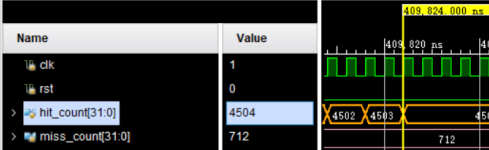 409,824.000 ns
Name Value
409,820 ns
clk 1
rst 0
hit_count[31:0] 4504 4502 4503
miss_count[31:0] 712 712